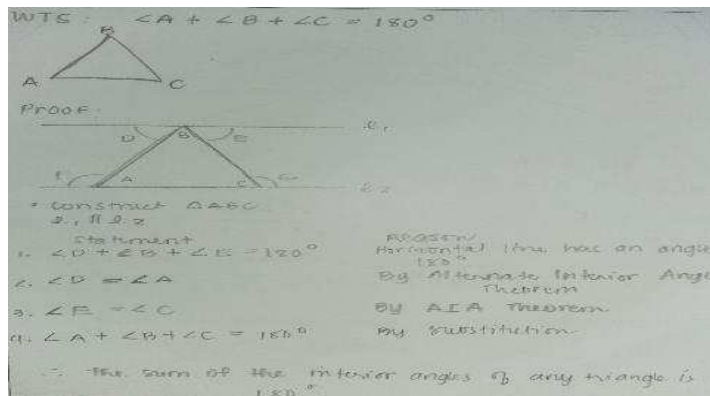 WTS: ∠A + ∠B + ∠C = 180°
B
A
C
PROOF:
ℓ1
D
B
E
F
A
C
G
ℓ2
• construct △ABC
ℓ1 || ℓ2
Statement
Reason
1. ∠D + ∠B + ∠E = 180°
Horizontal line has an angle
180°
2. ∠D = ∠A
By Alternate Interior Angle
Theorem
3. ∠E = ∠C
By AIA Theorem
4. ∠A + ∠B + ∠C = 180°
By substitution
∴ The sum of the interior angles of any triangle is
180°